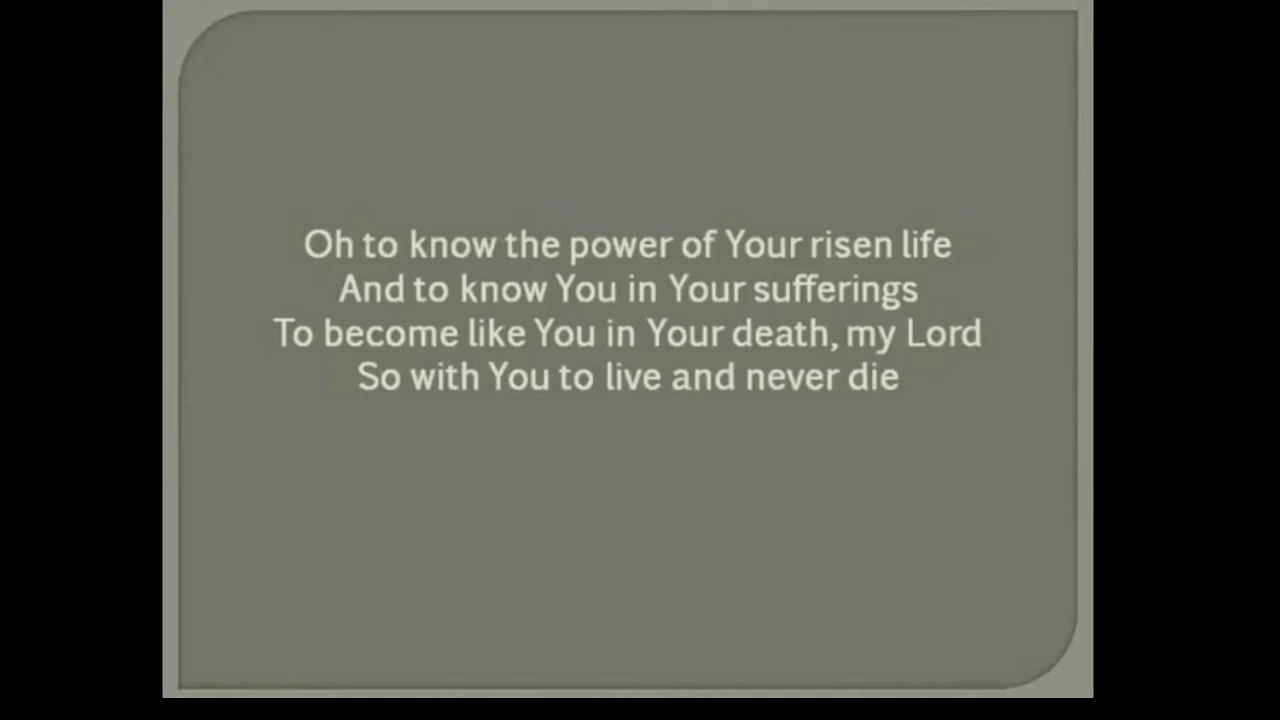 Oh to know the power of Your risen life
And to know You in Your sufferings
To become like You in Your death, my Lord
So with You to live and never die